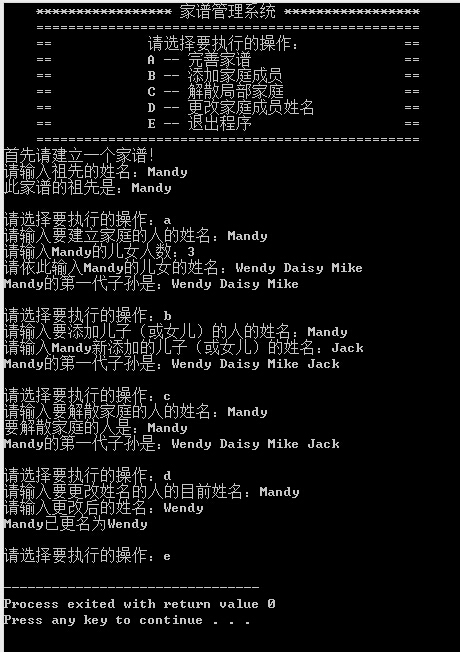 ***************** 家谱管理系统 *****************
================================================
== 请选择要执行的操作: ==
== A -- 完善家谱 ==
== B -- 添加家庭成员 ==
== C -- 解散局部家庭 ==
== D -- 更改家庭成员姓名 ==
== E -- 退出程序 ==
================================================
首先请建立一个家谱!
请输入祖先的姓名: Mandy
此家谱的祖先是: Mandy
请选择要执行的操作: a
请输入要建立家庭的人的姓名: Mandy
请输入Mandy的儿女人数: 3
请依此输入Mandy的儿女的姓名: Wendy Daisy Mike
Mandy的第一代子孙是: Wendy Daisy Mike
请选择要执行的操作: b
请输入要添加儿子(或女儿)的人的姓名: Mandy
请输入Mandy新添加的儿子(或女儿)的姓名: Jack
Mandy的第一代子孙是: Wendy Daisy Mike Jack
请选择要执行的操作: c
请输入要解散家庭的人的姓名: Mandy
要解散家庭的人是: Mandy
Mandy的第一代子孙是: Wendy Daisy Mike Jack
请选择要执行的操作: d
请输入要更改姓名的人的目前姓名: Mandy
请输入更改后的姓名: Wendy
Mandy已更名为Wendy
请选择要执行的操作: e
--------------------------------
Process exited with return value 0
Press any key to continue . . .